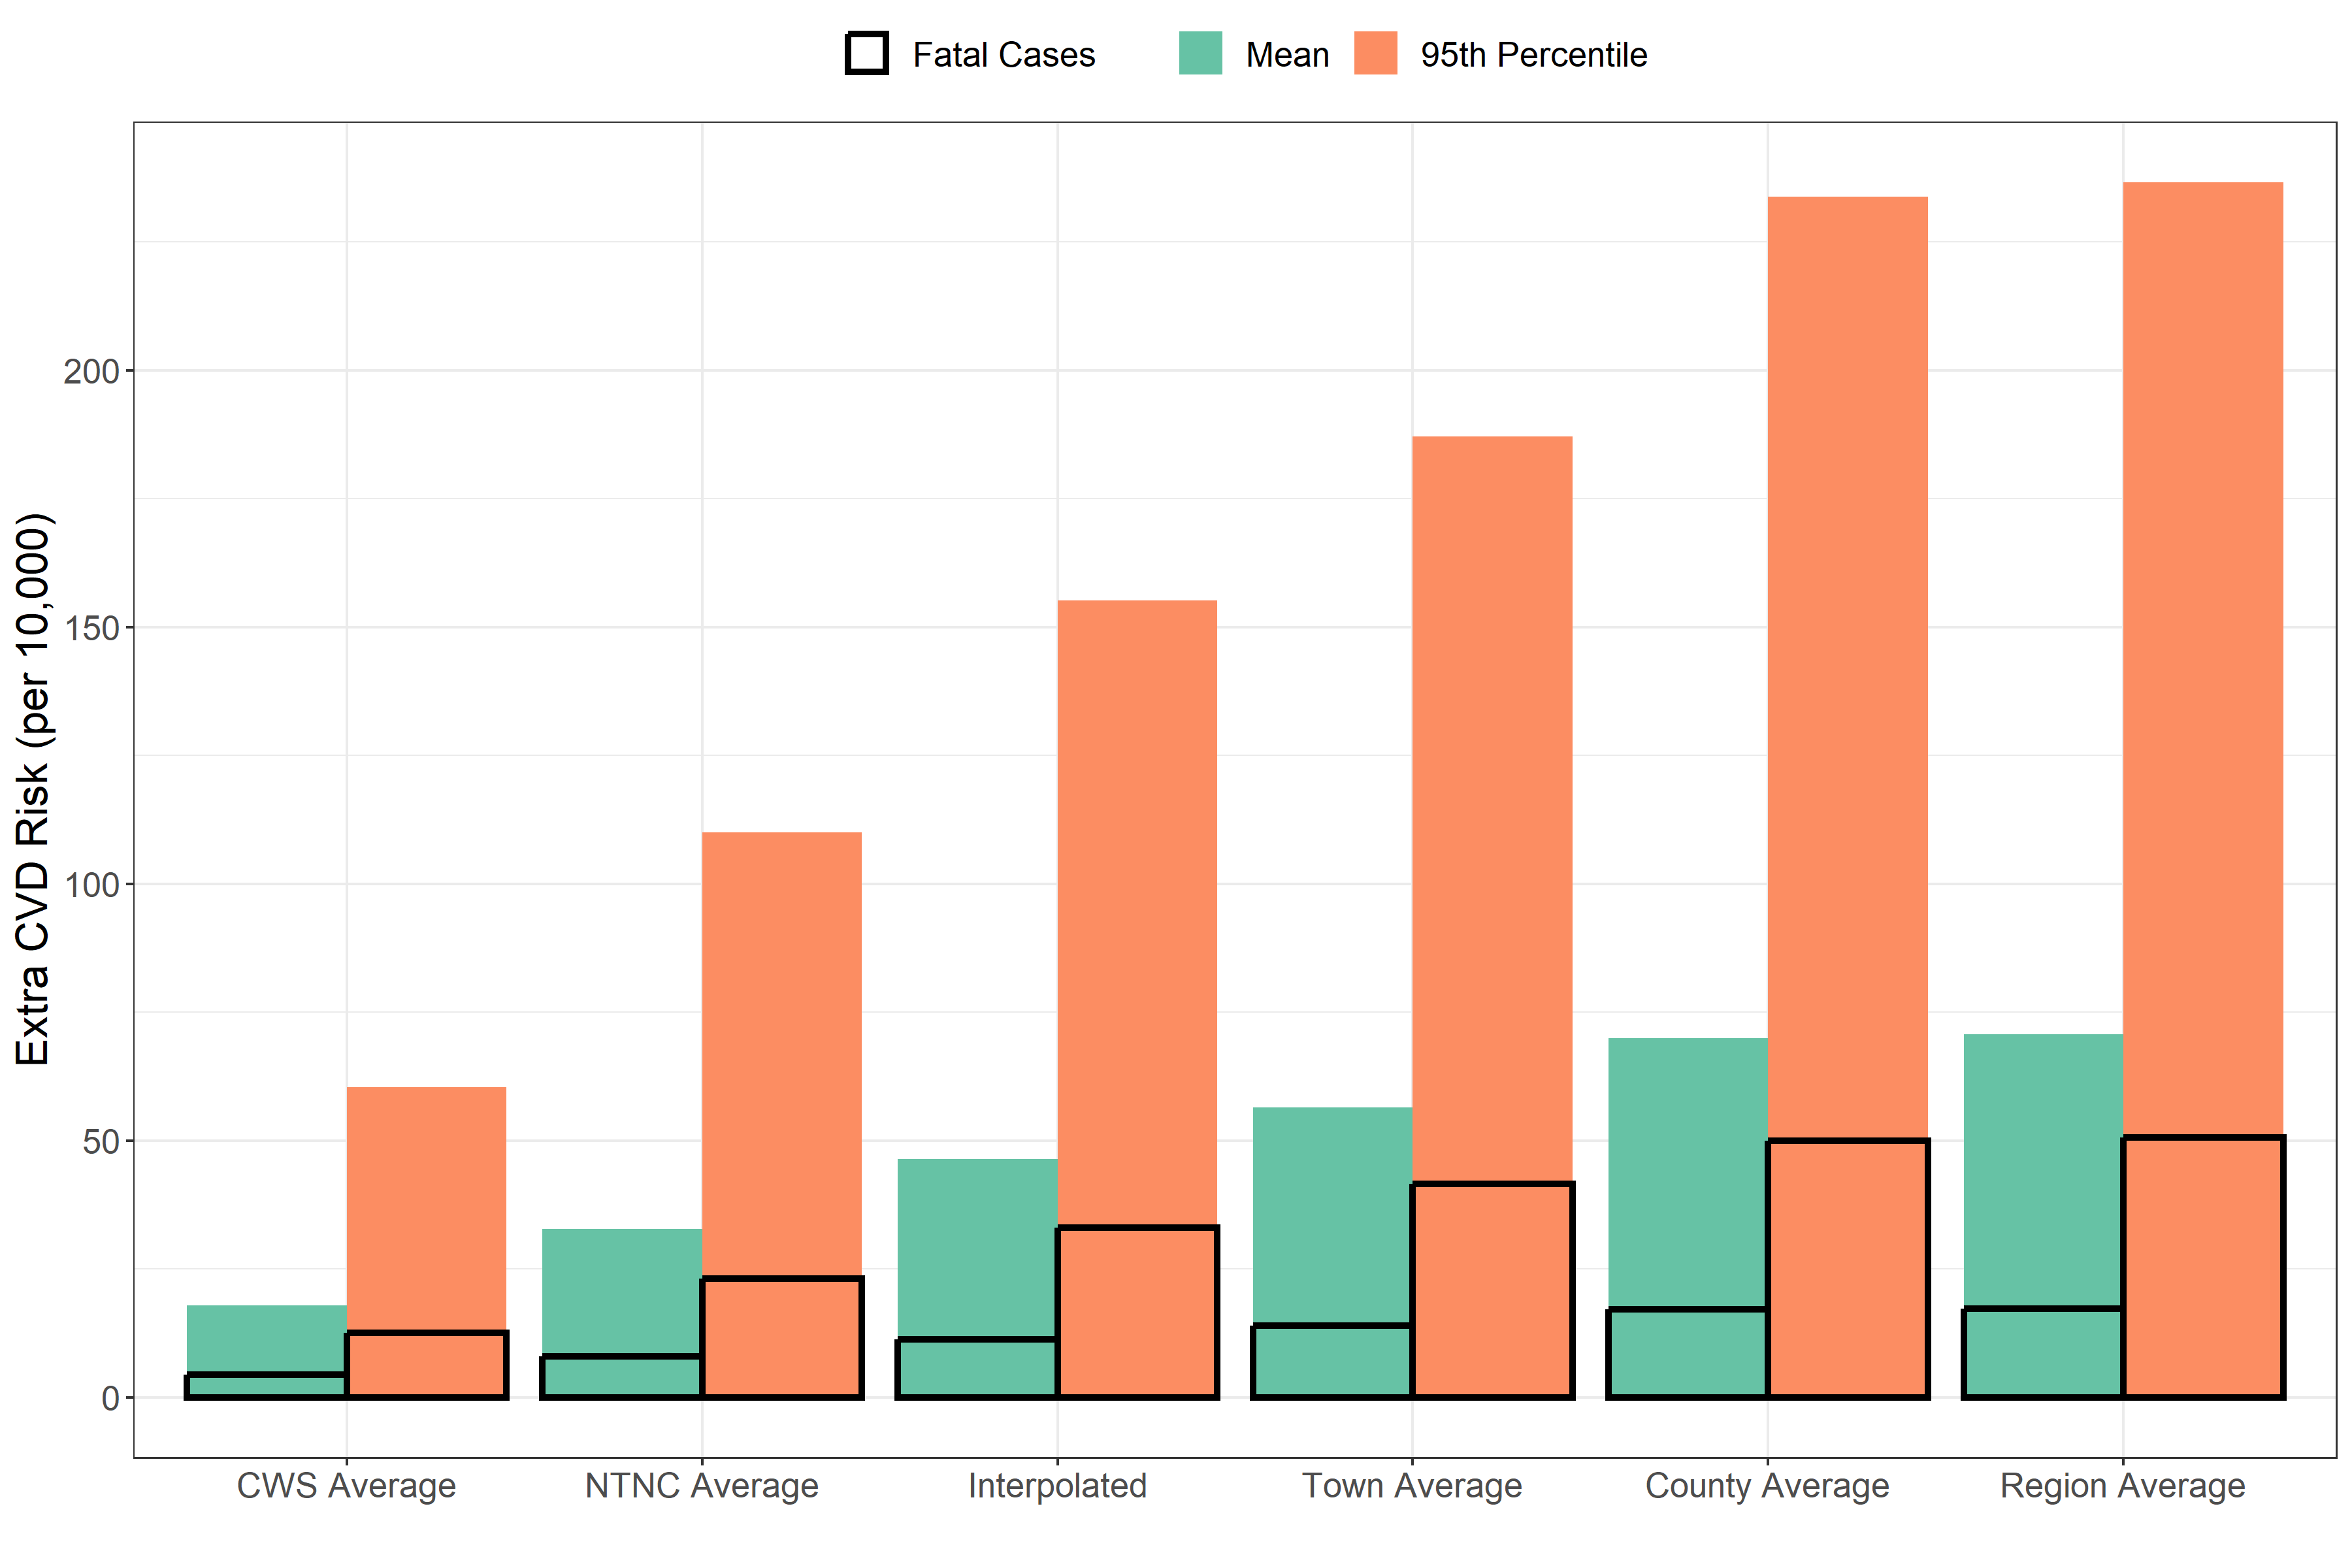 Fatal Cases Mean 95th Percentile
Extra CVD Risk (per 10,000)
200
150
100
50
0
CWS Average NTNC Average Interpolated Town Average County Average Region Average